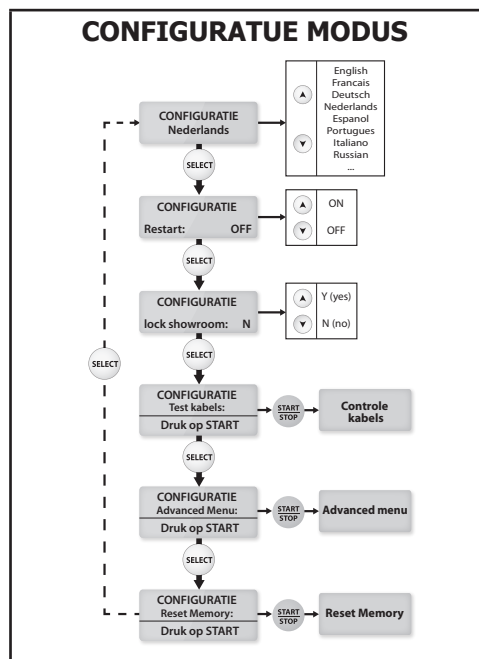 CONFIGURATUE MODUS
CONFIGURATIE
Nederlands
English
Francais
Deutsch
Nederlands
Espanol
Portugues
Italiano
Russian
...
SELECT
CONFIGURATIE
Restart: OFF
ON
OFF
SELECT
CONFIGURATIE
lock showroom: N
Y (yes)
N (no)
SELECT
SELECT
CONFIGURATIE
Test kabels:
Druk op START
START
STOP
Controle
kabels
SELECT
CONFIGURATIE
Advanced Menu:
Druk op START
START
STOP
Advanced menu
SELECT
CONFIGURATIE
Reset Memory:
Druk op START
START
STOP
Reset Memory